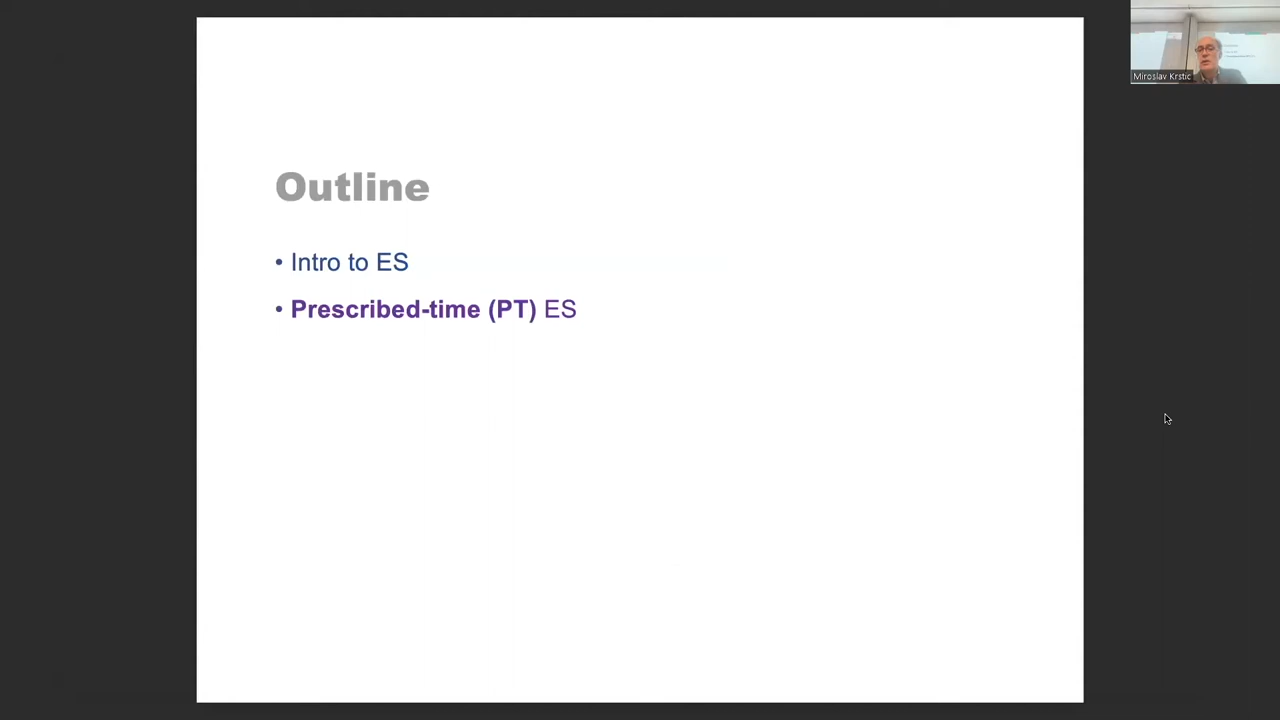 Outline
• Intro to ES
• Prescribed-time (PT) ES
Miroslav Krstic